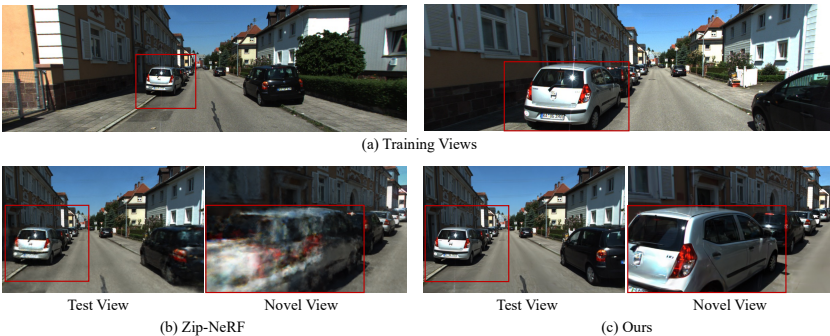 (a) Training Views
Test View
Novel View
Test View
Novel View
(b) Zip-NeRF
(c) Ours